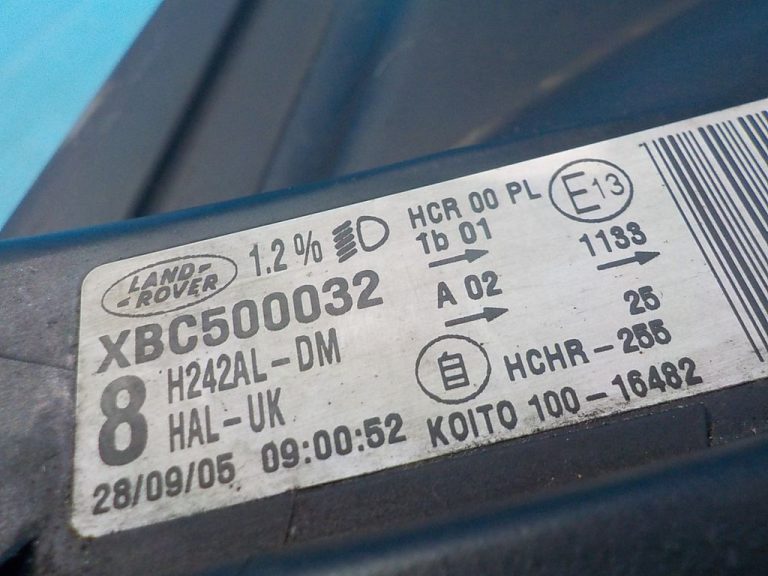 LAND-
-ROVER
1.2%
XBC500032
8
H242AL-DM
HAL-UK
28/09/05 09:00:52
HCR 00 PL
1b 01
A 02
E13
1133
25
自
HCHR-255
KOITO 100-16482